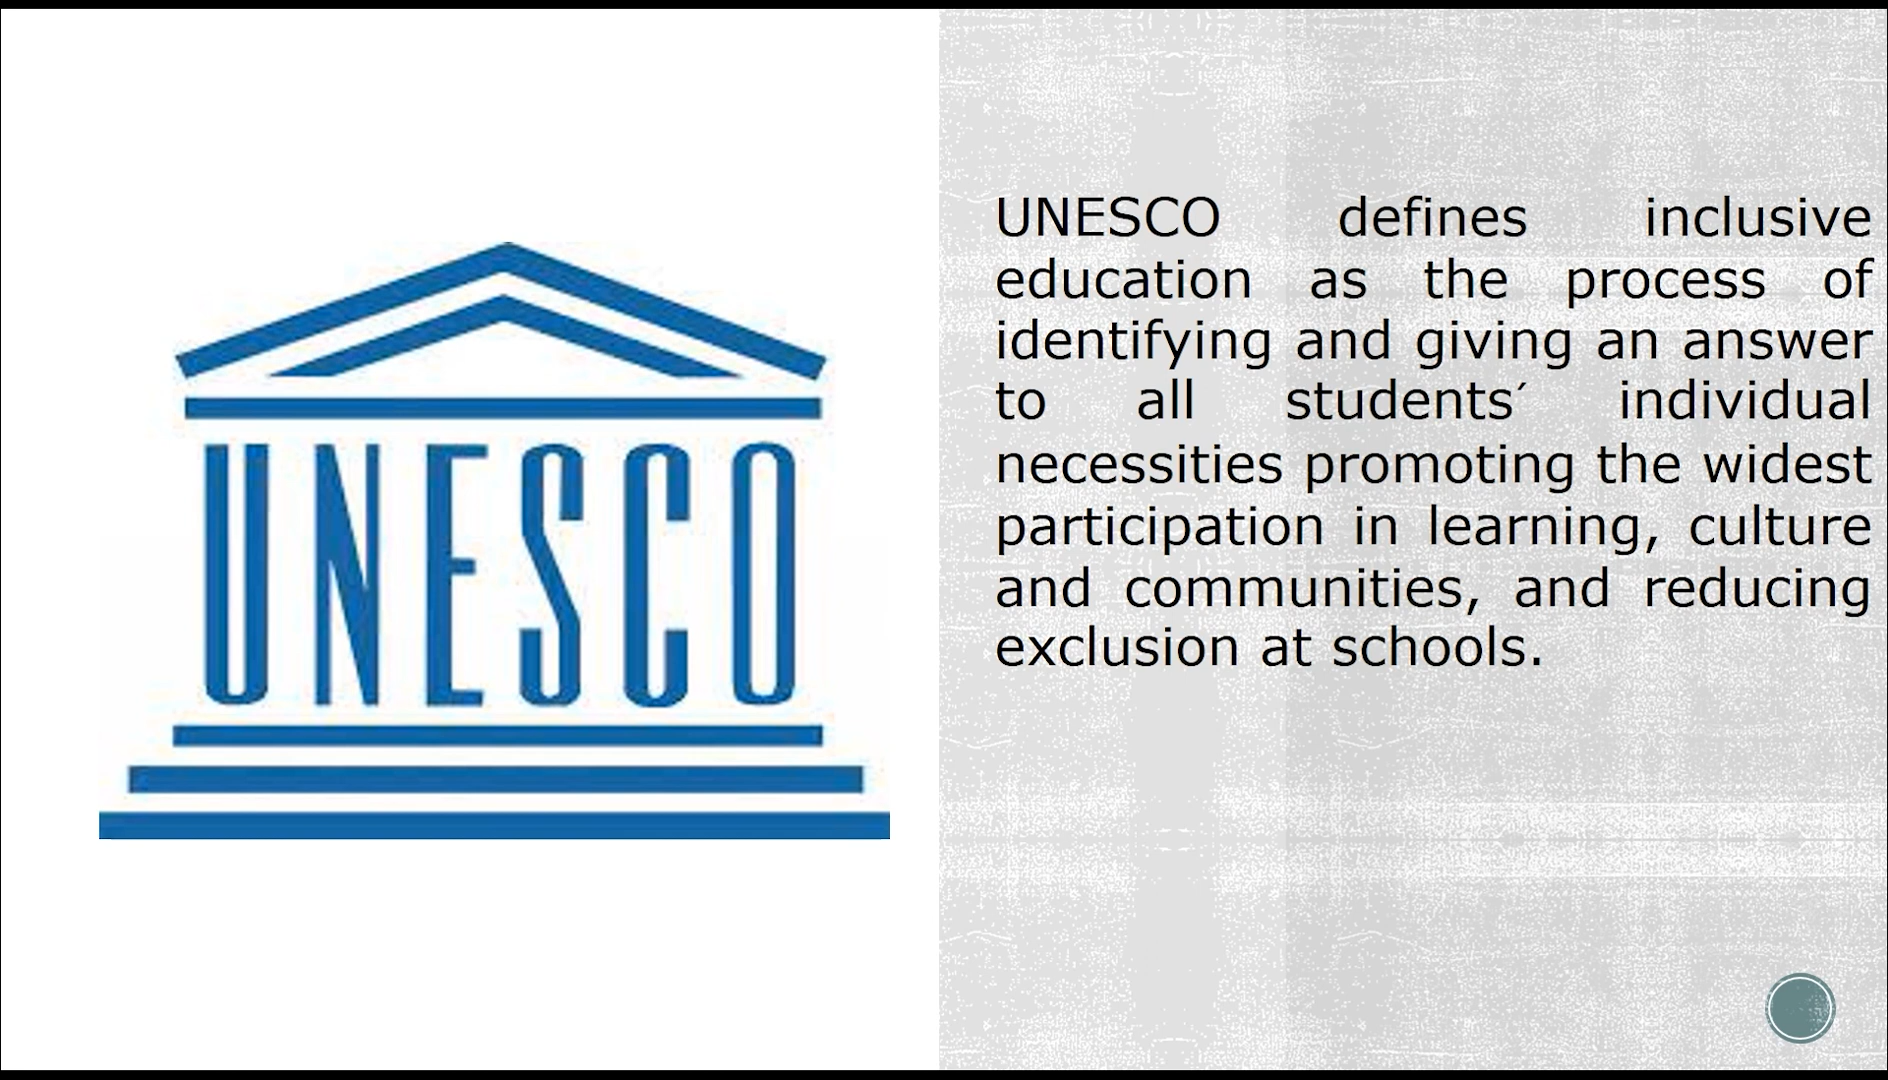 UNESCO
UNESCO defines inclusive
education as the process of
identifying and giving an answer
to all students´ individual
necessities promoting the widest
participation in learning, culture
and communities, and reducing
exclusion at schools.